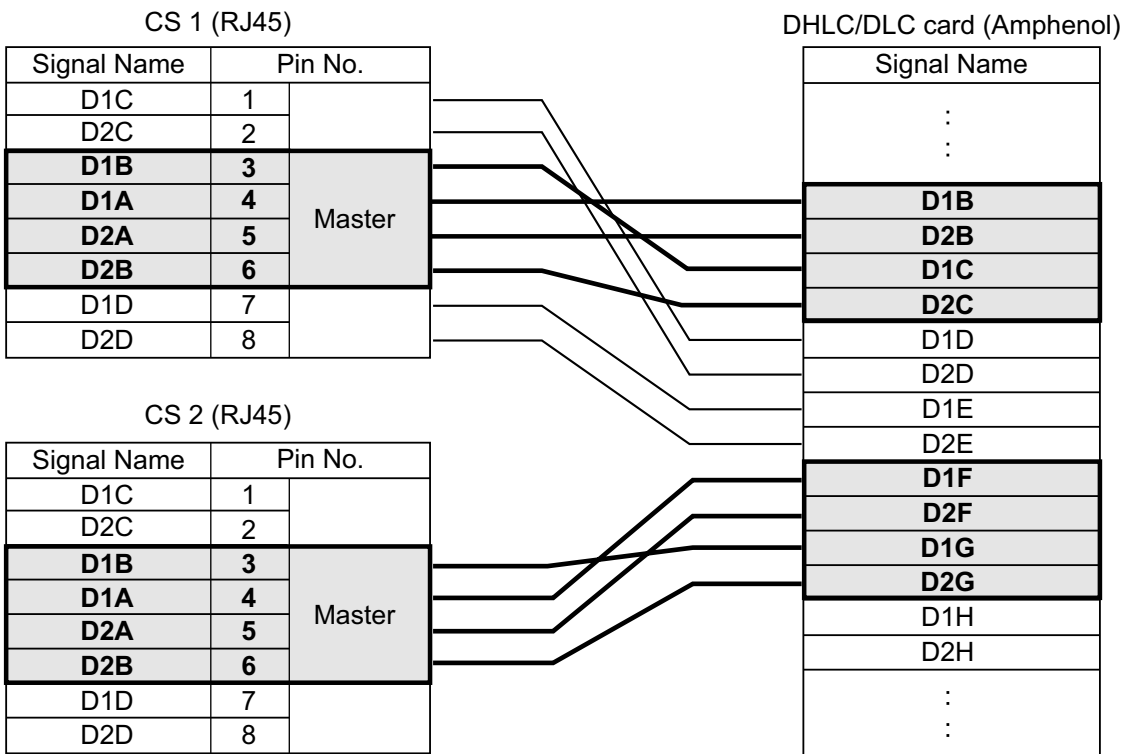 CS 1 (RJ45)
Signal Name Pin No.
D1C 1
D2C 2
D1B 3
D1A 4
Master
D2A 5
D2B 6
D1D 7
D2D 8
CS 2 (RJ45)
Signal Name Pin No.
D1C 1
D2C 2
D1B 3
D1A 4
Master
D2A 5
D2B 6
D1D 7
D2D 8
DHLC/DLC card (Amphenol)
Signal Name
:
:
D1B
D2B
D1C
D2C
D1D
D2D
D1E
D2E
D1F
D2F
D1G
D2G
D1H
D2H
:
: